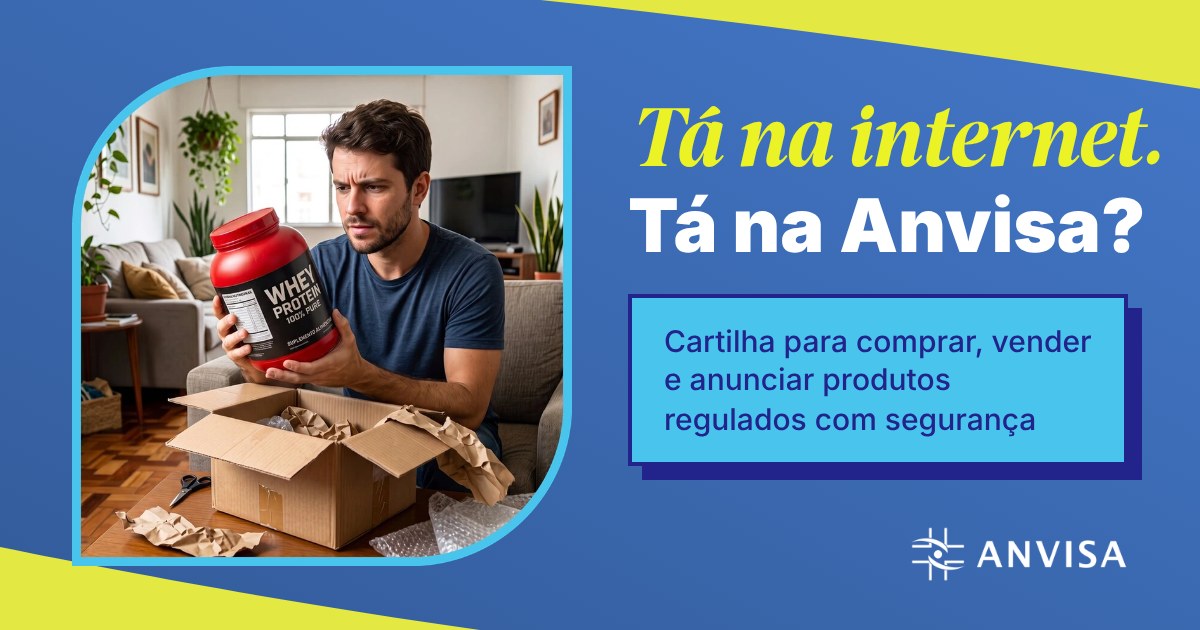 Tá na internet.
Tá na Anvisa?
Cartilha para comprar, vender
e anunciar produtos
regulados com segurança
ANVISA
WHEY
PROTEIN
100% PURE